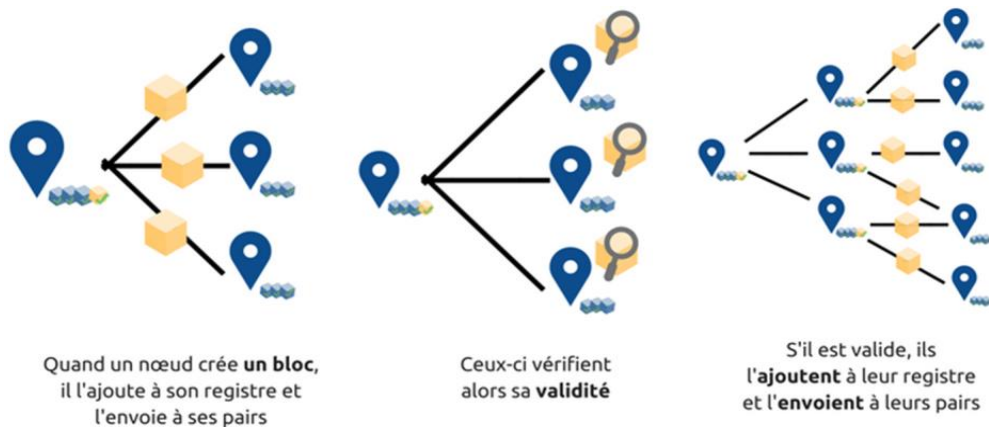 Quand un nœud crée un bloc,
il l'ajoute à son registre et
l'envoie à ses pairs
Ceux-ci vérifient
alors sa validité
S'il est valide, ils
l'ajoutent à leur registre
et l'envoient à leurs pairs